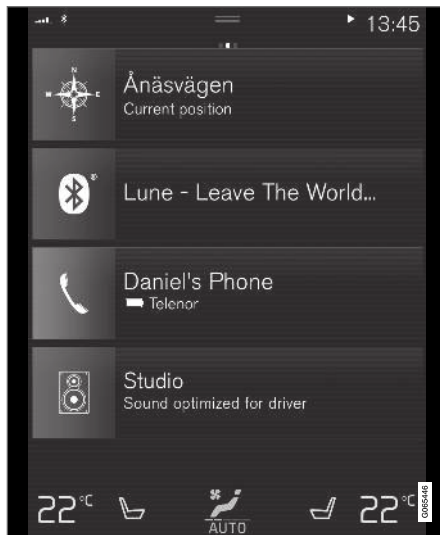 13:45
N
W
E
S
Ånäsvägen
Current position
Lune - Leave The World...
Daniel's Phone
Telenor
Studio
Sound optimized for driver
22°C
AUTO
22°C
G065446